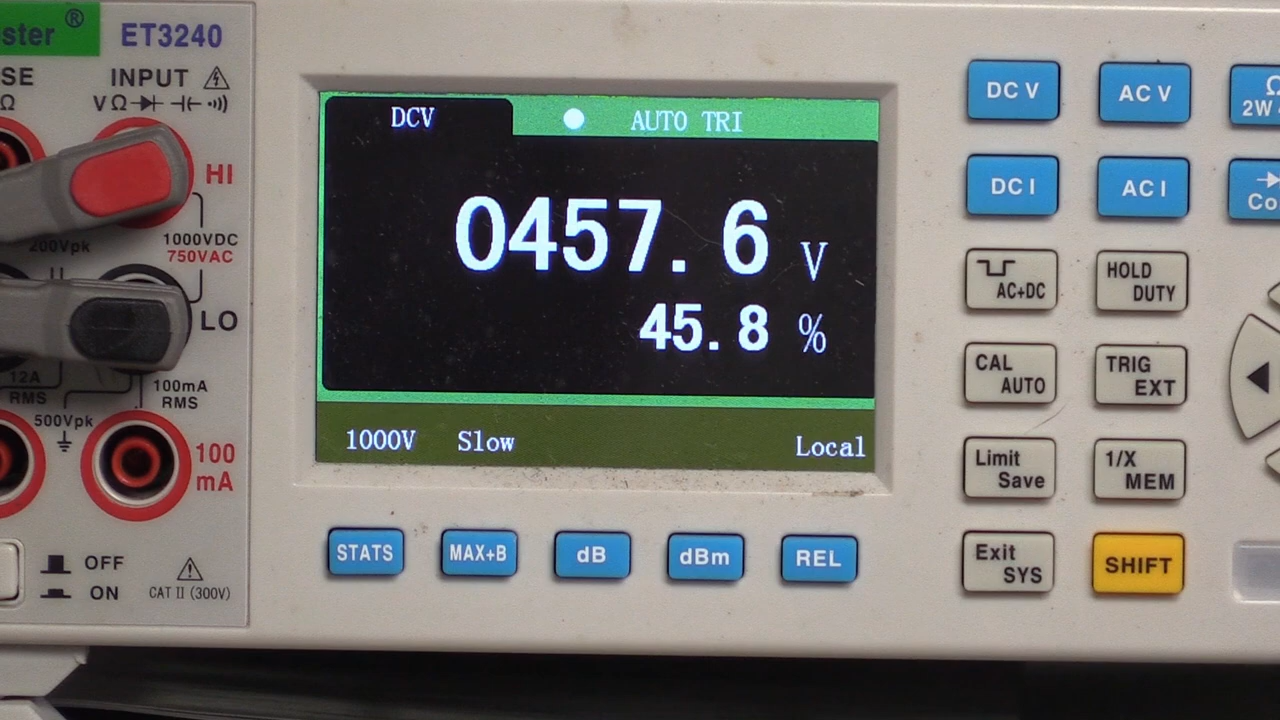 ster® ET3240
SE INPUT
Ω VΩ
HI
200Vpk 1000VDC
750VAC
LO
12A
RMS
100mA
RMS
500Vpk
100
mA
OFF
ON
CAT II (300V)
DCV AUTO TRI
0457.6 V
45.8 %
1000V Slow Local
STATS MAX+B dB dBm REL
DC V AC V Ω
2W
DC I AC I Co
AC+DC HOLD
DUTY
CAL
AUTO
TRIG
EXT
Limit
Save
1/X
MEM
Exit
SYS
SHIFT